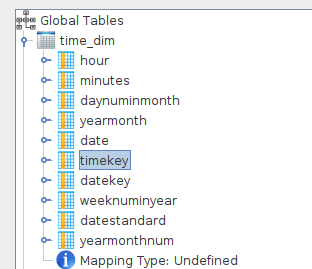 Global Tables
time_dim
hour
minutes
daynuminmonth
yearmonth
date
timekey
datekey
weeknuminyear
datestandard
yearmonthnum
Mapping Type: Undefined